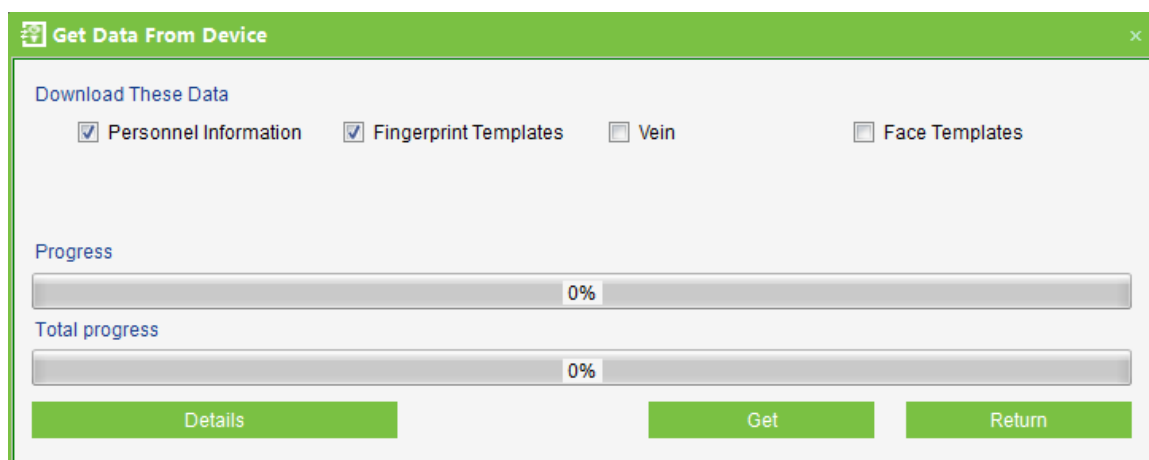 Get Data From Device
Download These Data
Personnel Information Fingerprint Templates Vein Face Templates
Progress
0%
Total progress
0%
Details Get Return